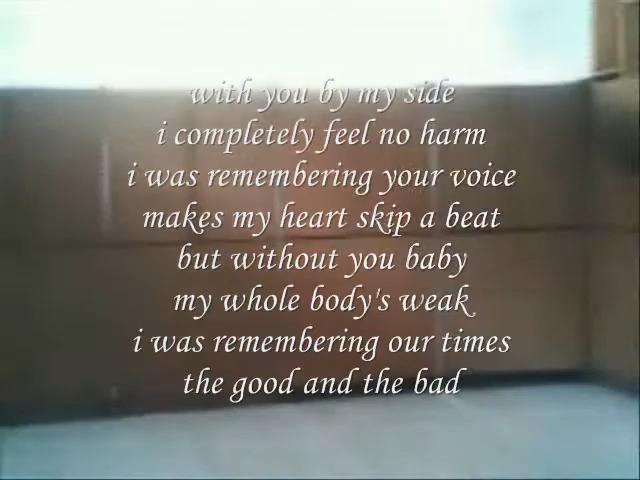 with you by my side
i completely feel no harm
i was remembering your voice
makes my heart skip a beat
but without you baby
my whole body's weak
i was remembering our times
the good and the bad